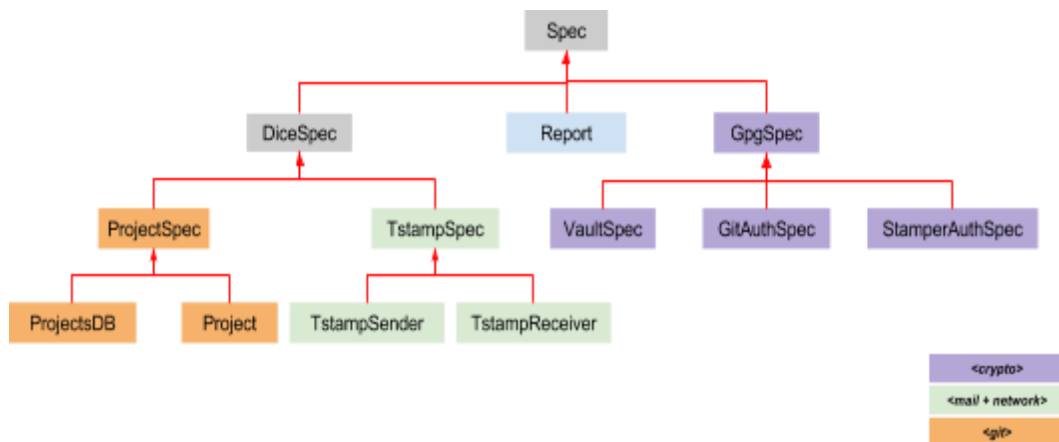 Spec
DiceSpec
Report
GpgSpec
ProjectSpec
TstampSpec
VaultSpec
GitAuthSpec
StamperAuthSpec
ProjectsDB
Project
TstampSender
TstampReceiver
<crypto>
<mail + network>
<git>